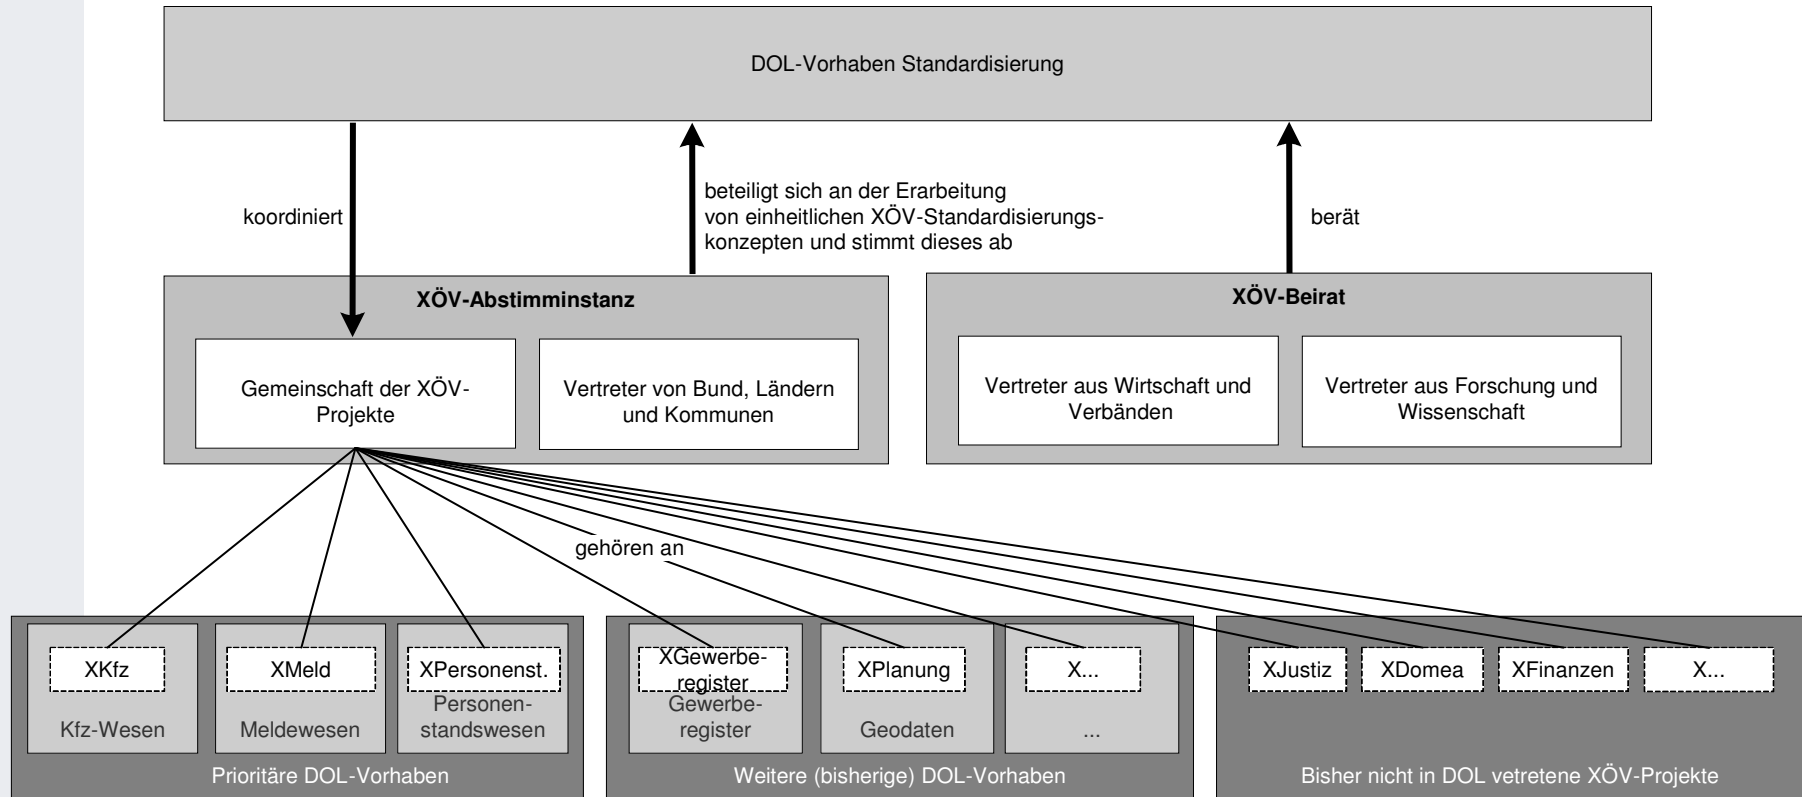 DOL-Vorhaben Standardisierung
koordiniert
beteiligt sich an der Erarbeitung
von einheitlichen XÖV-Standardisierungs-
konzepten und stimmt dieses ab
berät
XÖV-Abstimminstanz
Gemeinschaft der XÖV-
Projekte
Vertreter von Bund, Ländern
und Kommunen
XÖV-Beirat
Vertreter aus Wirtschaft und
Verbänden
Vertreter aus Forschung und
Wissenschaft
gehören an
XKfz
Kfz-Wesen
XMeld
Meldewesen
XPersonenst.
Personen-
standswesen
Prioritäre DOL-Vorhaben
XGewerbe-
register
Gewerbe-
register
XPlanung
Geodaten
X...
...
Weitere (bisherige) DOL-Vorhaben
XJustiz
XDomea
XFinanzen
X...
Bisher nicht in DOL vetretene XÖV-Projekte